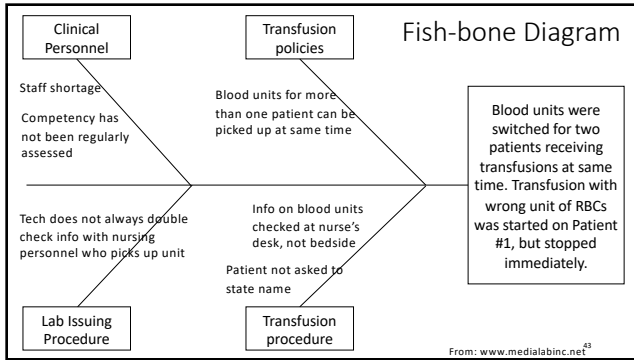 Fish-bone Diagram
Clinical
Personnel
Transfusion
policies
Staff shortage
Competency has
not been regularly
assessed
Blood units for more
than one patient can be
picked up at same time
Blood units were
switched for two
patients receiving
transfusions at same
time. Transfusion with
wrong unit of RBCs
was started on Patient
#1, but stopped
immediately.
Tech does not always double
check info with nursing
personnel who picks up unit
Info on blood units
checked at nurse's
desk, not bedside
Patient not asked to
state name
Lab Issuing
Procedure
Transfusion
procedure
From: www.medialabinc.net
43